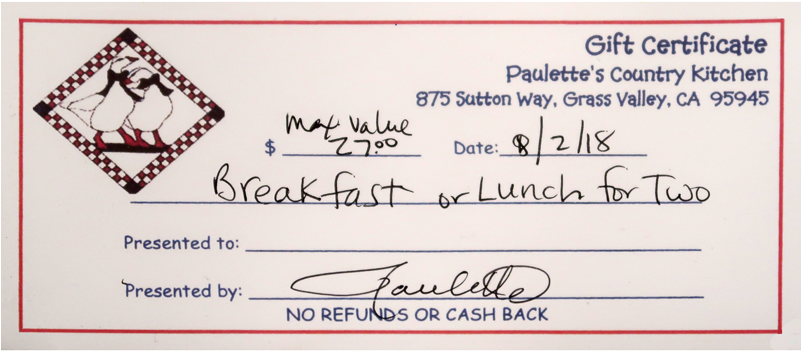 Gift Certificate
Paulette's Country Kitchen
875 Sutton Way, Grass Valley, CA 95945
max value
$ 27.00 Date: 8/2/18
Breakfast or Lunch for Two
Presented to:
Presented by: Paulette
NO REFUNDS OR CASH BACK